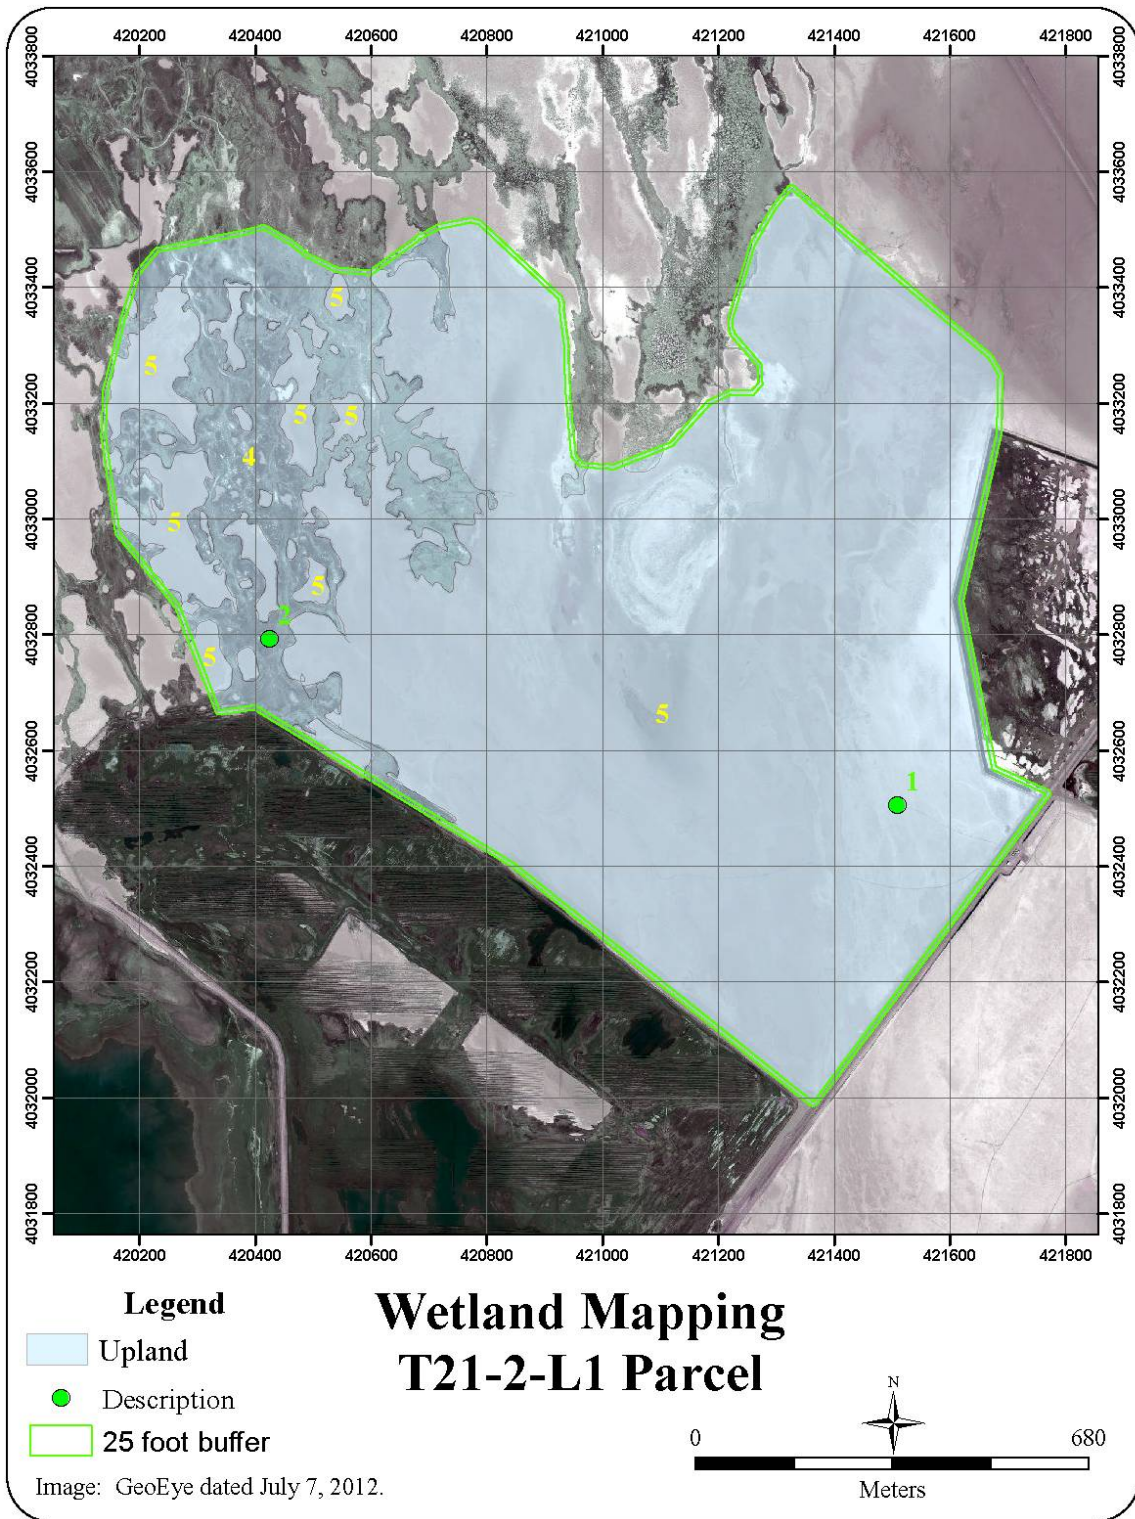 420200 420400 420600 420800 421000 421200 421400 421600 421800
4033800 4033800
4033600 4033600
4033400 4033400
5
5
4033200 4033200
5 5
4
4033000 4033000
5
5
2
4032800 4032800
5
5
4032600 4032600
1
4032400 4032400
4032200 4032200
4032000 4032000
4031800 4031800
420200 420400 420600 420800 421000 421200 421400 421600 421800
Legend
Upland
Description
25 foot buffer
Image: GeoEye dated July 7, 2012.
Wetland Mapping
T21-2-L1 Parcel
N
0 680
Meters